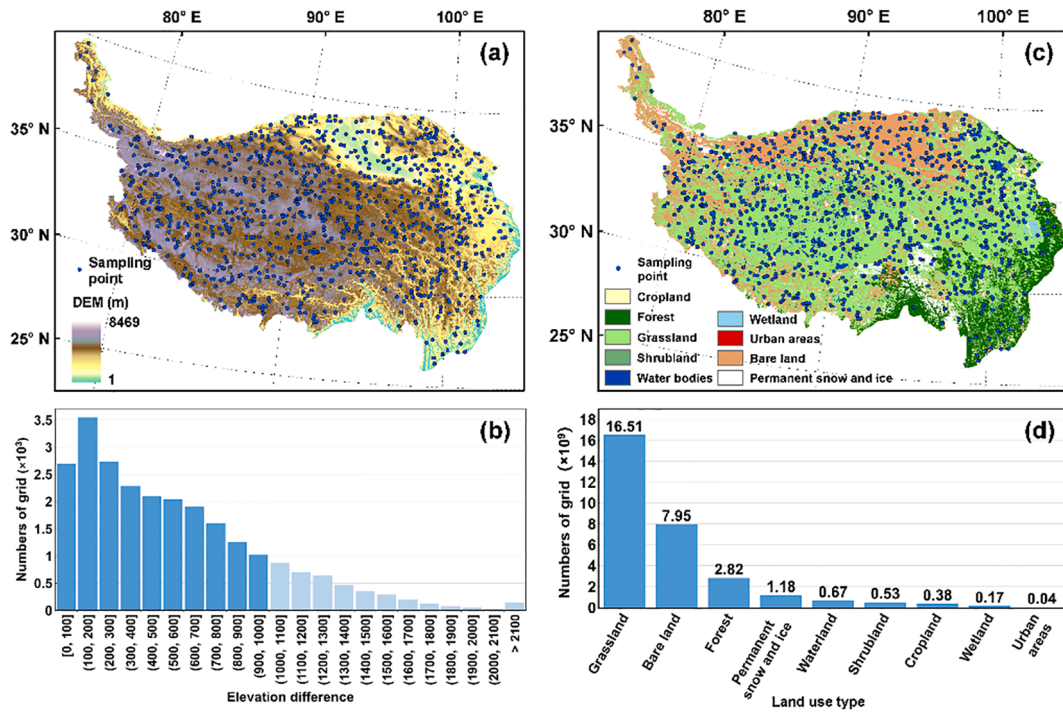 80° E
90° E
100° E
(a)
35° N
30° N
25° N
Sampling
point
DEM (m)
8469
1
80° E
90° E
100° E
(c)
35° N
30° N
25° N
Sampling
point
Cropland
Forest
Grassland
Shrubland
Water bodies
Wetland
Urban areas
Bare land
Permanent snow and ice
(b)
Numbers of grid (×10³)
3.5
3
2.5
2
1.5
1
0.5
0
[0, 100]
(100, 200]
(200, 300]
(300, 400]
(400, 500]
(500, 600]
(600, 700]
(700, 800]
(800, 900]
(900, 1000]
(1000, 1100]
(1100, 1200]
(1200, 1300]
(1300, 1400]
(1400, 1500]
(1500, 1600]
(1600, 1700]
(1700, 1800]
(1800, 1900]
(1900, 2000]
(2000, 2100]
> 2100
Elevation difference
(d)
Numbers of grid (×10⁹)
18
16
14
12
10
8
6
4
2
0
16.51
7.95
2.82
1.18
0.67
0.53
0.38
0.17
0.04
Grassland
Bare land
Forest
Permanent
snow and ice
Waterland
Shrubland
Cropland
Wetland
Urban
areas
Land use type